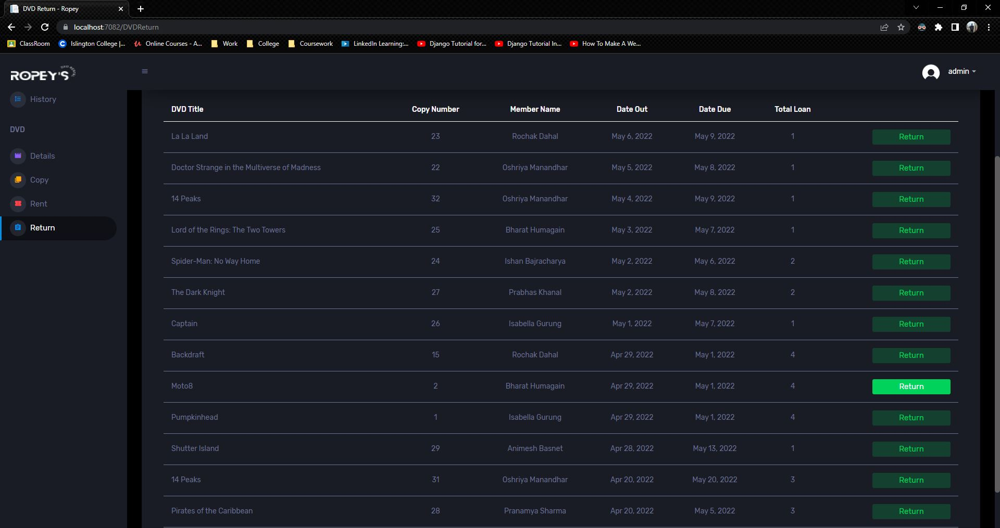 DVD Return - Ropey
localhost:7082/DVDReturn
ClassRoom Islington College |... Online Courses - A... Work College Coursework LinkedIn Learning:... Django Tutorial for... Django Tutorial In... How To Make A We...
ROPEY'S
admin
History
DVD
Details
Copy
Rent
Return
DVD Title Copy Number Member Name Date Out Date Due Total Loan
La La Land 23 Rochak Dahal May 6, 2022 May 9, 2022 1 Return
Doctor Strange in the Multiverse of Madness 22 Oshriya Manandhar May 5, 2022 May 8, 2022 1 Return
14 Peaks 32 Oshriya Manandhar May 4, 2022 May 9, 2022 1 Return
Lord of the Rings: The Two Towers 25 Bharat Humagain May 3, 2022 May 7, 2022 1 Return
Spider-Man: No Way Home 24 Ishan Bajracharya May 2, 2022 May 6, 2022 2 Return
The Dark Knight 27 Prabhas Khanal May 2, 2022 May 8, 2022 2 Return
Captain 26 Isabella Gurung May 1, 2022 May 7, 2022 1 Return
Backdraft 15 Rochak Dahal Apr 29, 2022 May 1, 2022 4 Return
Moto8 2 Bharat Humagain Apr 29, 2022 May 1, 2022 4 Return
Pumpkinhead 1 Isabella Gurung Apr 29, 2022 May 1, 2022 4 Return
Shutter Island 29 Animesh Basnet Apr 28, 2022 May 13, 2022 1 Return
14 Peaks 31 Oshriya Manandhar Apr 20, 2022 May 20, 2022 3 Return
Pirates of the Caribbean 28 Pranamya Sharma Apr 20, 2022 May 5, 2022 3 Return